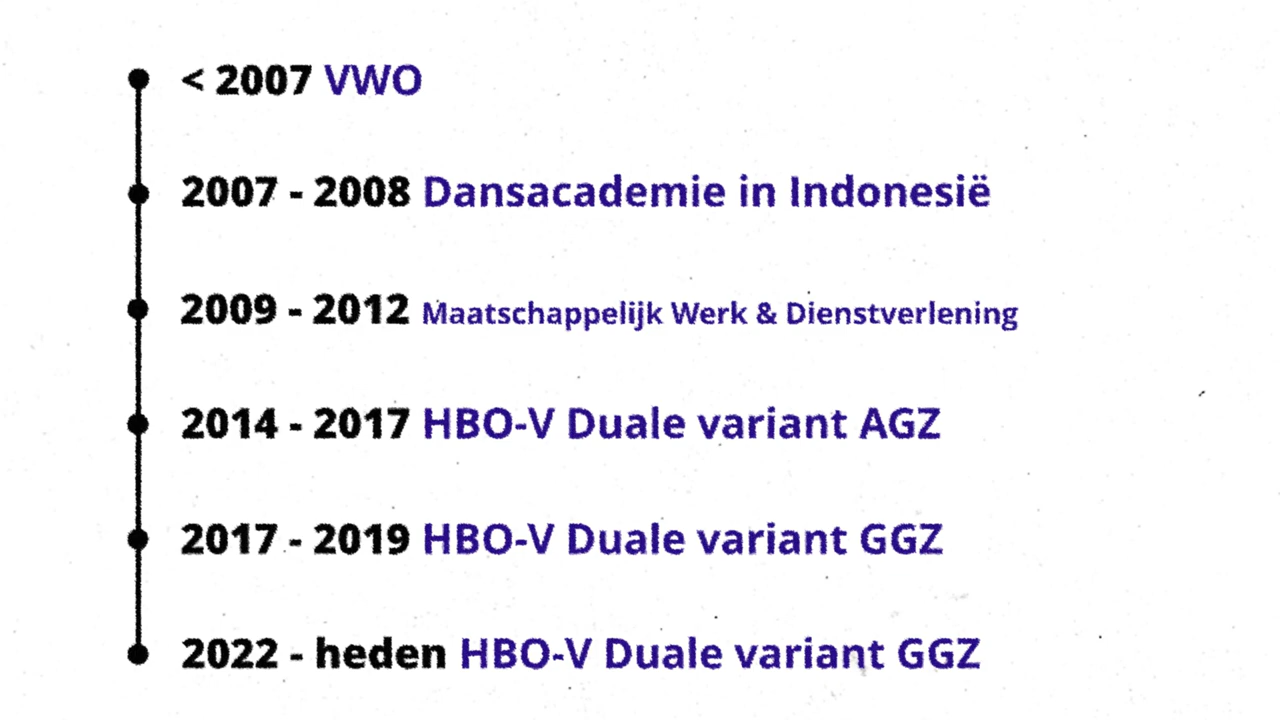 < 2007 VWO
2007 - 2008 Dansacademie in Indonesië
2009 - 2012 Maatschappelijk Werk & Dienstverlening
2014 - 2017 HBO-V Duale variant AGZ
2017 - 2019 HBO-V Duale variant GGZ
2022 - heden HBO-V Duale variant GGZ